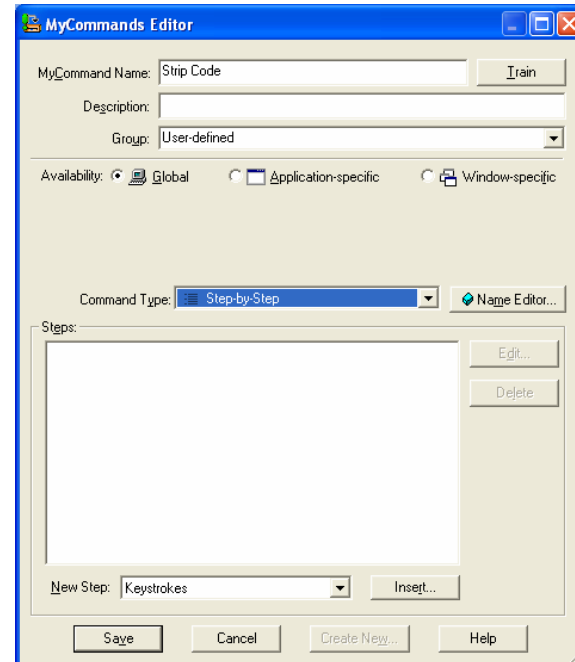 MyCommands Editor
MyCommand Name: Strip Code Train
Description:
Group: User-defined
Availability: Global Application-specific Window-specific
Command Type: Step-by-Step Name Editor...
Steps:
Edit...
Delete
New Step: Keystrokes Insert...
Save Cancel Create New... Help